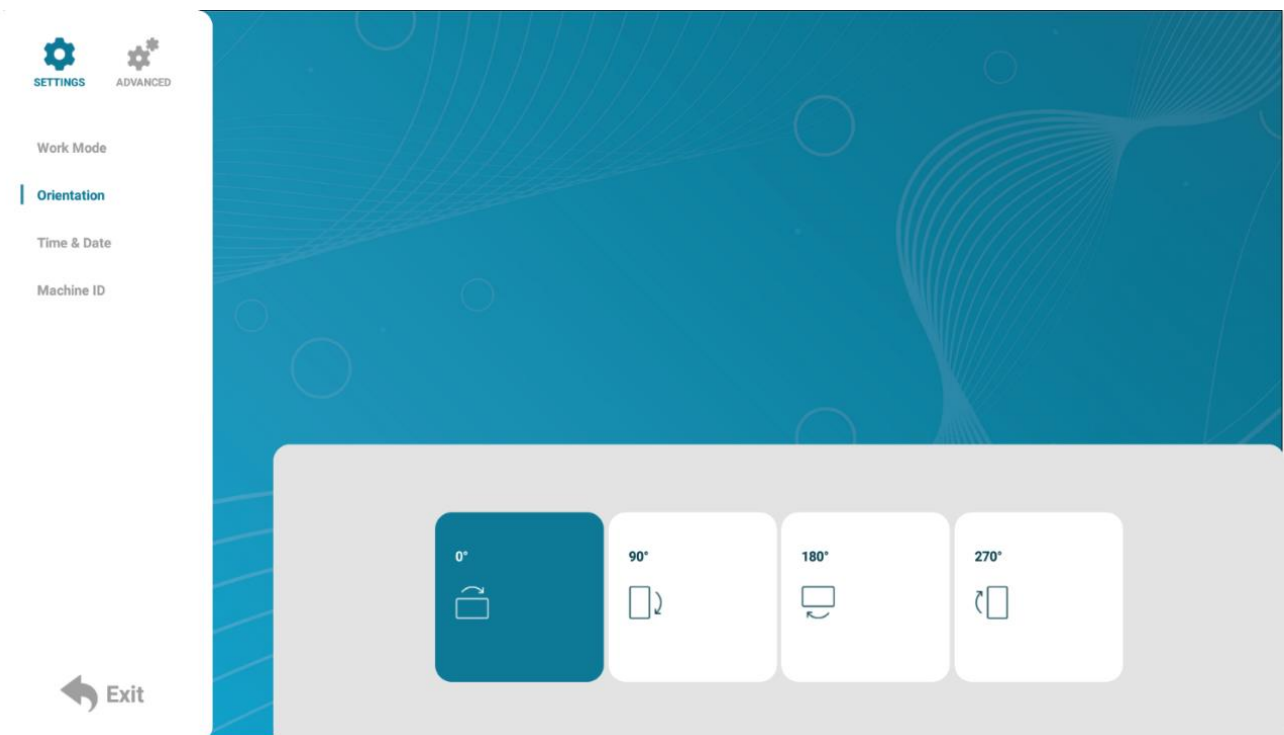 SETTINGS
ADVANCED
Work Mode
Orientation
Time & Date
Machine ID
0°
90°
180°
270°
Exit